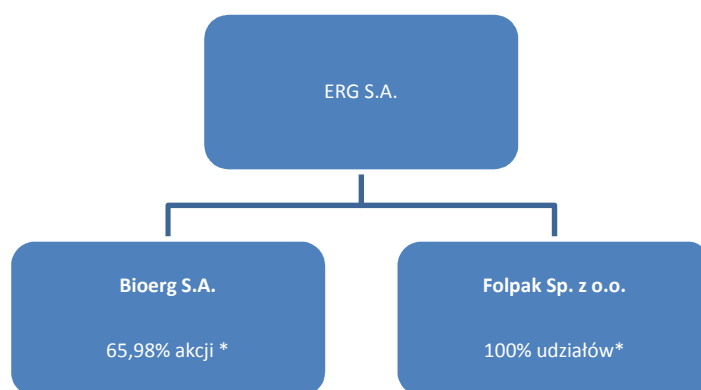 ERG S.A.
Bioerg S.A.
65,98% akcji *
Folpak Sp. z o.o.
100% udziałów*